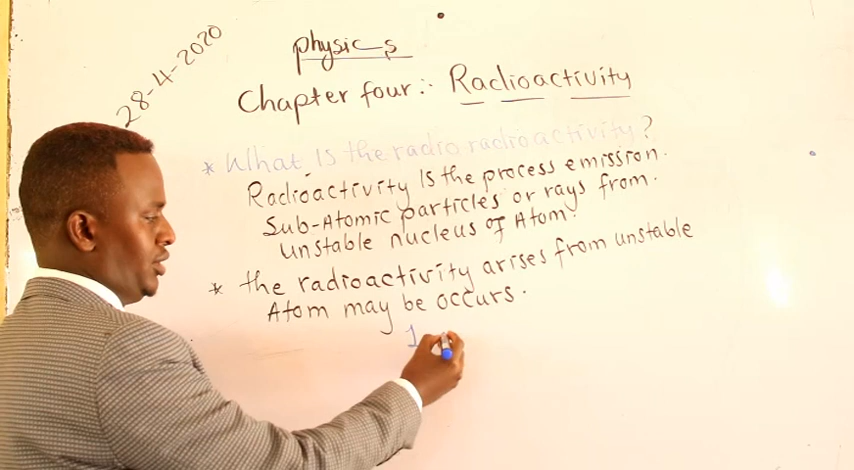 28-4-2020
physics
Chapter four:- Radioactivity
* What is the radio radioactivity?
Radioactivity Is the process emission.
Sub-Atomic particles or rays from.
unstable nucleus of Atom.
* the radioactivity arises from unstable
Atom may be occurs.
1